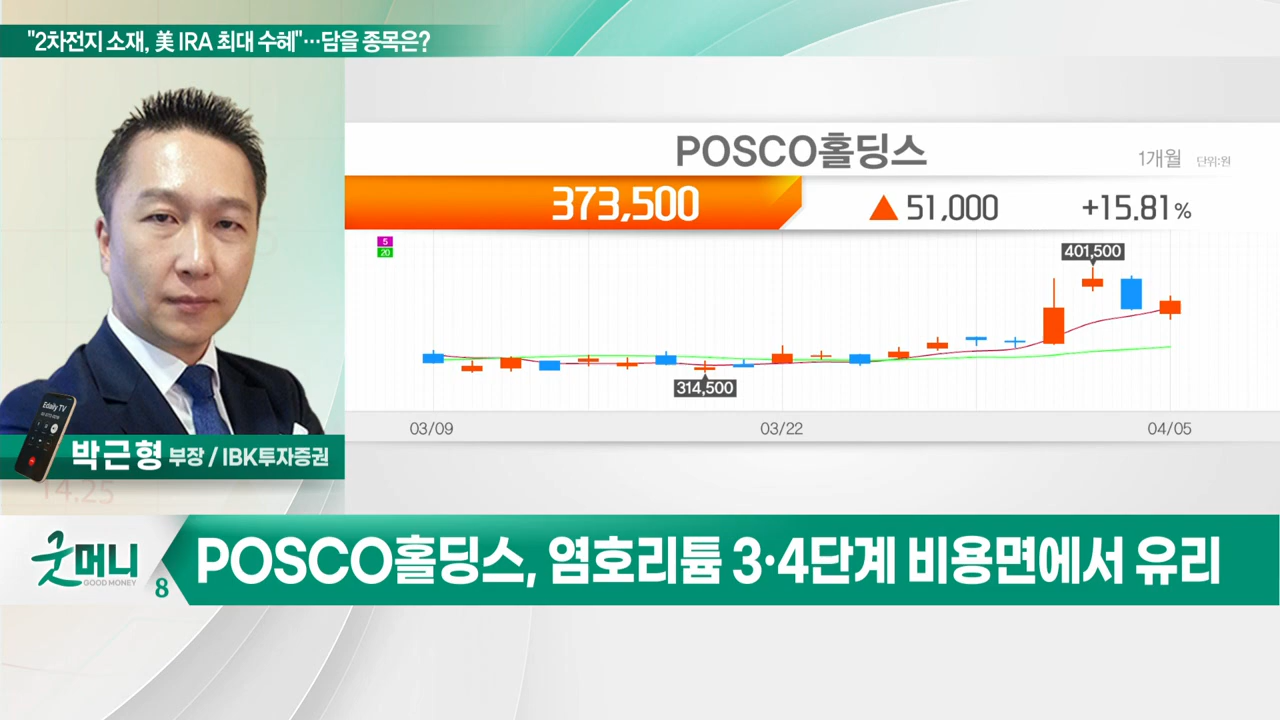 "2차전지 소재, 美 IRA 최대 수혜"…담을 종목은?
POSCO홀딩스
1개월 단위:원
373,500 ▲ 51,000 +15.81%
5
20
401,500
314,500
03/09 03/22 04/05
Edaily TV
박근형 부장 / IBK투자증권
14.25
굿머니
GOOD MONEY
8
POSCO홀딩스, 염호리튬 3·4단계 비용면에서 유리